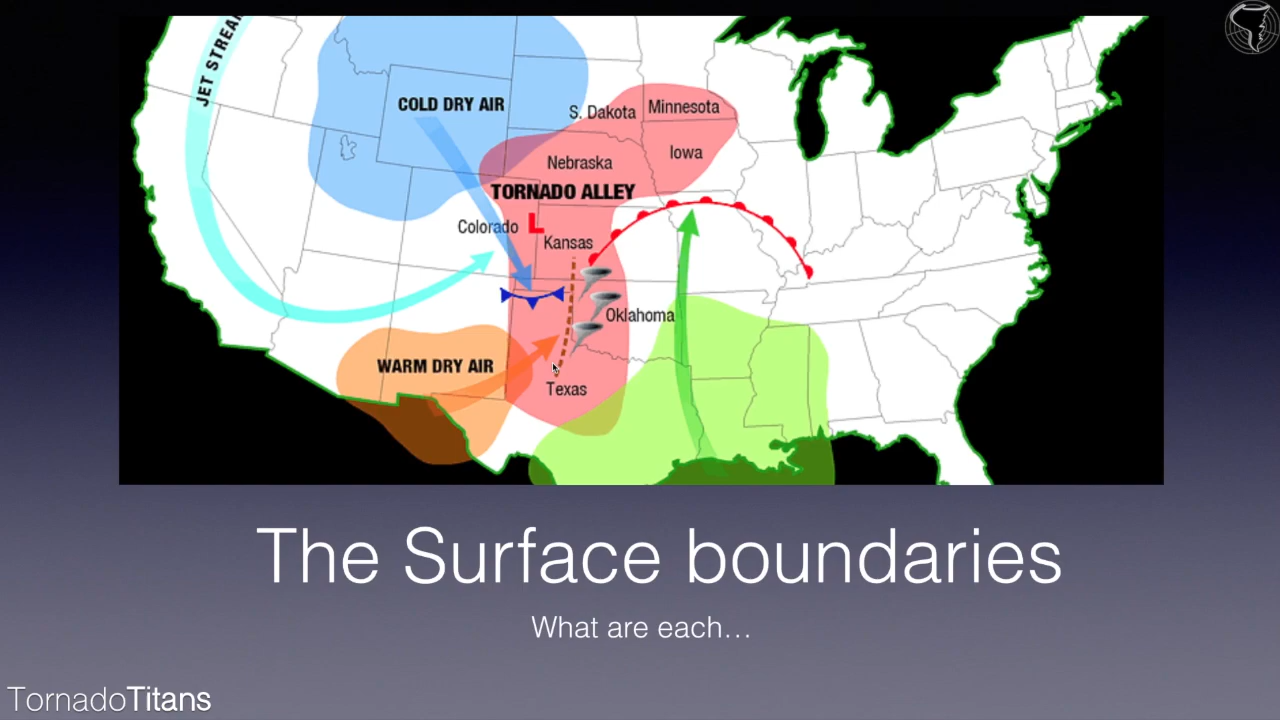 JET STREAM
COLD DRY AIR
S. Dakota
Minnesota
Nebraska
Iowa
TORNADO ALLEY
Colorado
L
Kansas
Oklahoma
WARM DRY AIR
Texas
The Surface boundaries
What are each…
TornadoTitans